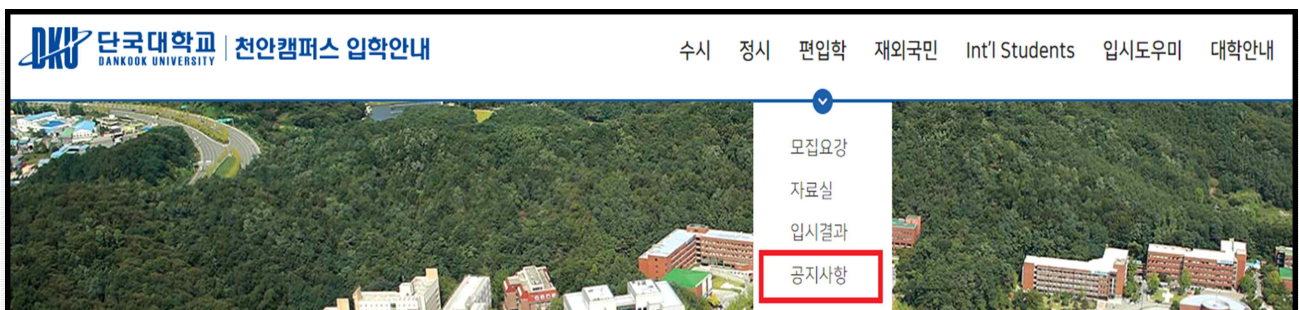 DKU 단국대학교 DANKOOK UNIVERSITY 천안캠퍼스 입학안내
수시 정시 편입학 재외국민 Int'l Students 입시도우미 대학안내
모집요강
자료실
입시결과
공지사항